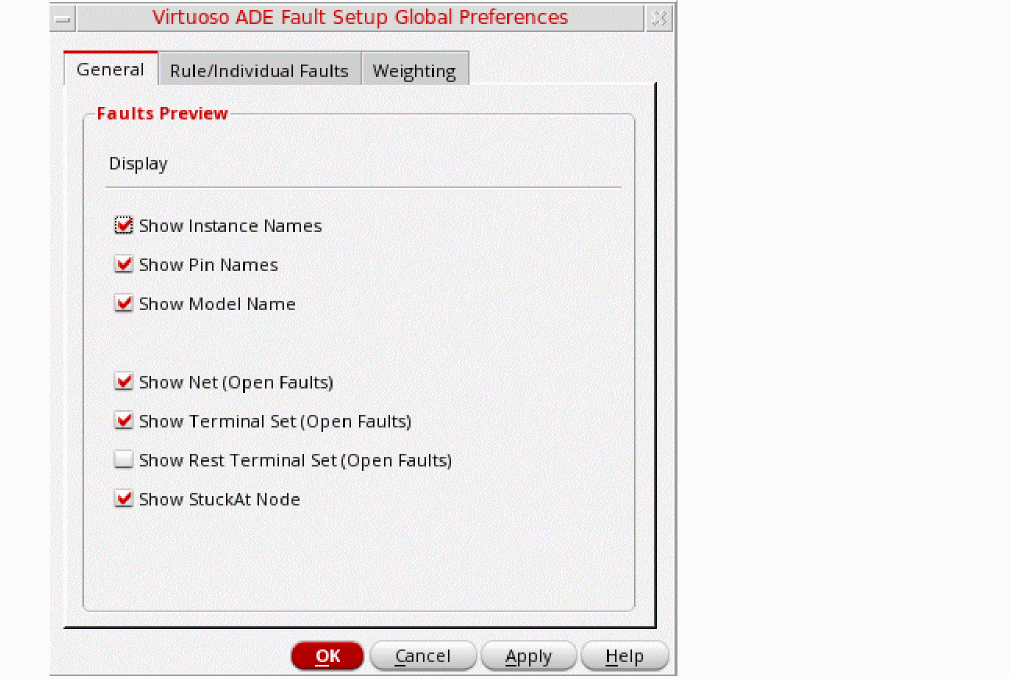 Virtuoso ADE Fault Setup Global Preferences
General Rule/Individual Faults Weighting
Faults Preview
Display
Show Instance Names
Show Pin Names
Show Model Name
Show Net (Open Faults)
Show Terminal Set (Open Faults)
Show Rest Terminal Set (Open Faults)
Show StuckAt Node
OK Cancel Apply Help